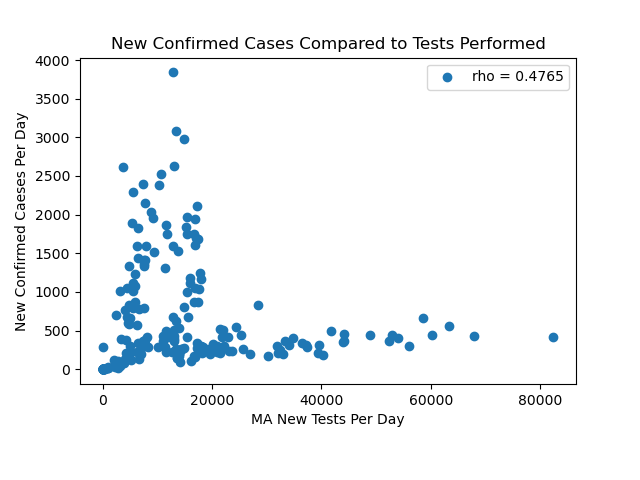 New Confirmed Cases Compared to Tests Performed
rho = 0.4765
New Confirmed Caeses Per Day
4000
3500
3000
2500
2000
1500
1000
500
0
0 20000 40000 60000 80000
MA New Tests Per Day